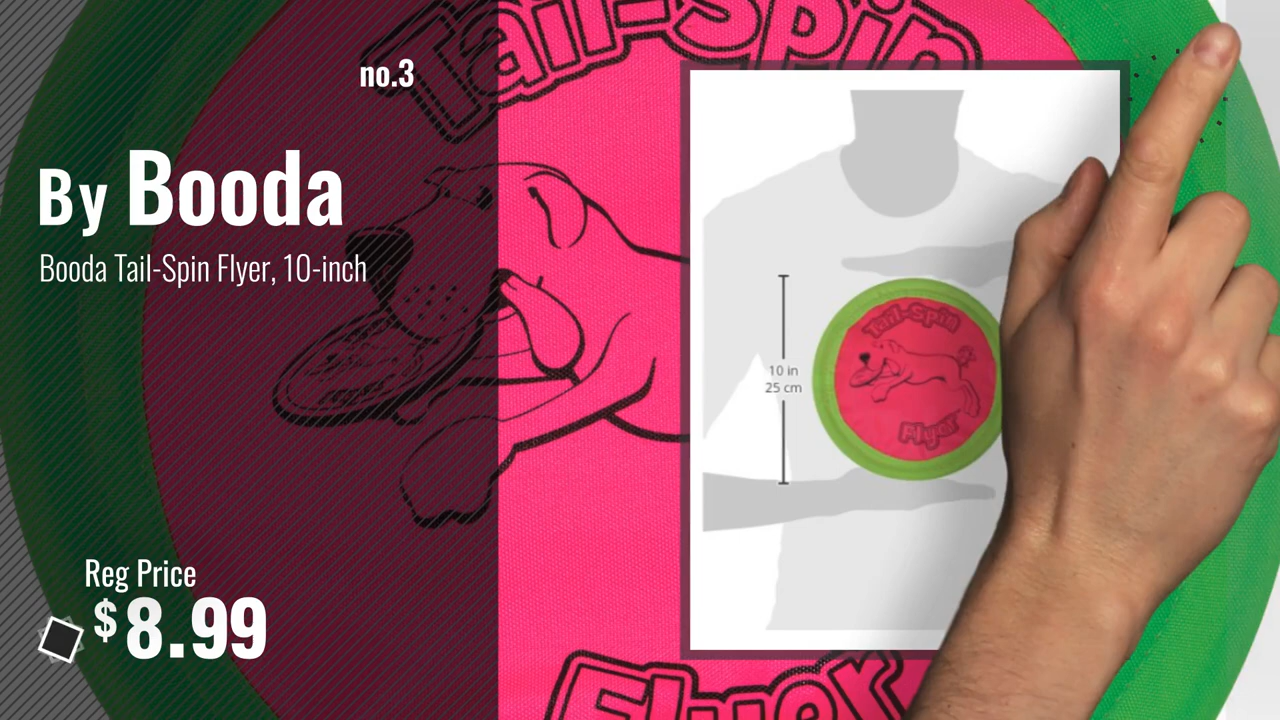 Tail-Spin
no.3
By Booda
Booda Tail-Spin Flyer, 10-inch
Tail-Spin
10 in
25 cm
Flyer
Reg Price
$8.99
Flyer